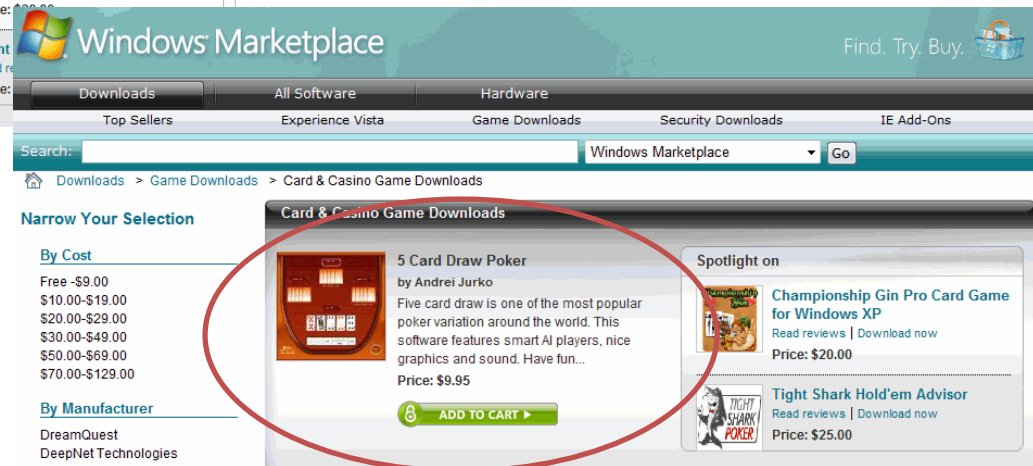 e: $20.00
Windows Marketplace
Find. Try. Buy.
nt
d re
e:
Downloads All Software Hardware
Top Sellers Experience Vista Game Downloads Security Downloads IE Add-Ons
Search: Windows Marketplace Go
Downloads > Game Downloads > Card & Casino Game Downloads
Narrow Your Selection
By Cost
Free -$9.00
$10.00-$19.00
$20.00-$29.00
$30.00-$49.00
$50.00-$69.00
$70.00-$129.00
By Manufacturer
DreamQuest
DeepNet Technologies
Card & Casino Game Downloads
5 Card Draw Poker
by Andrei Jurko
Five card draw is one of the most popular
poker variation around the world. This
software features smart AI players, nice
graphics and sound. Have fun...
Price: $9.95
ADD TO CART
Spotlight on
Championship Gin Pro Card Game
for Windows XP
Read reviews | Download now
Price: $20.00
TIGHT
SHARK
POKER
Tight Shark Hold'em Advisor
Read reviews | Download now
Price: $25.00